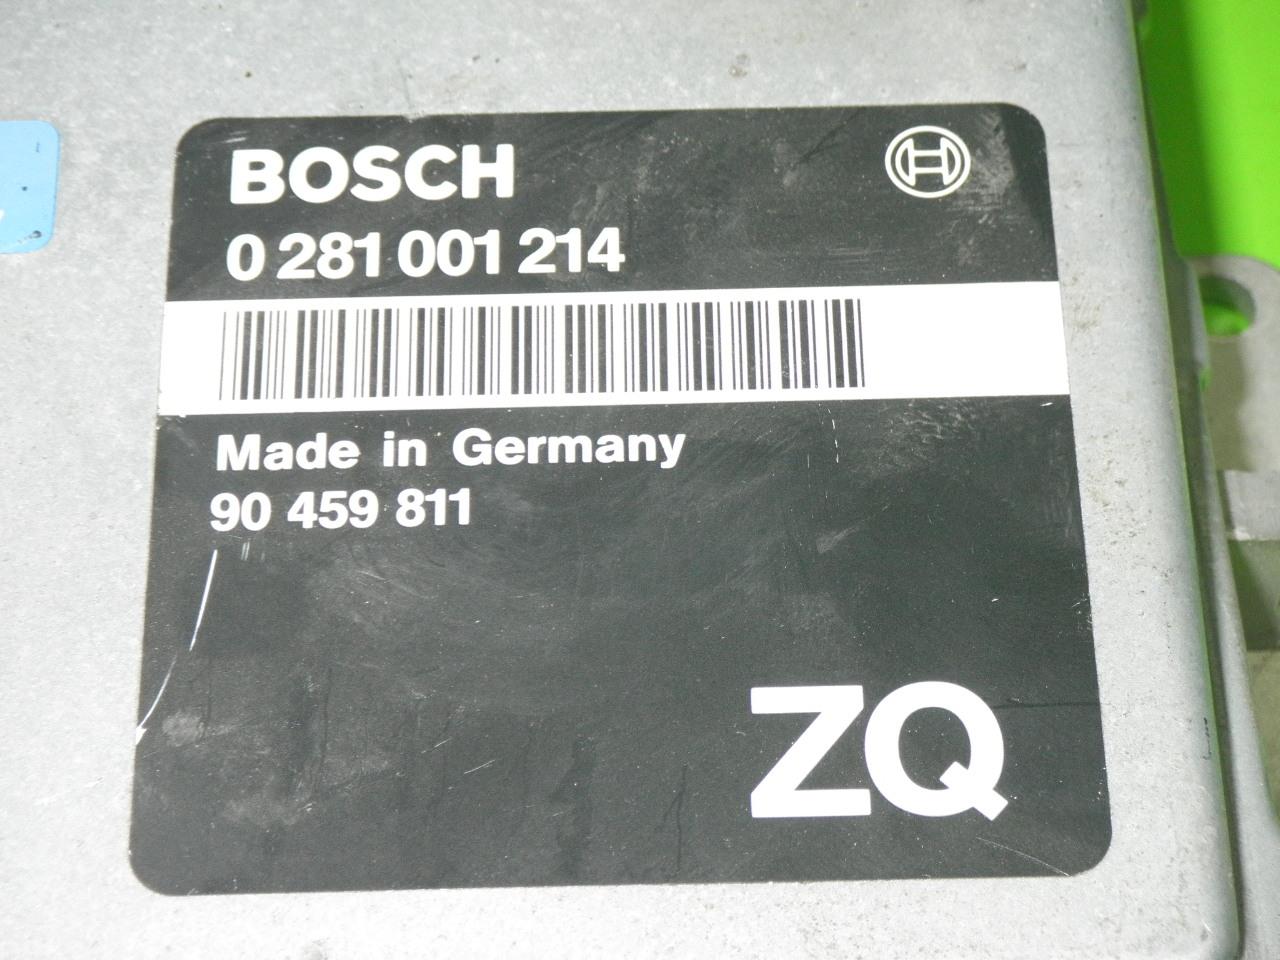 BOSCH
0 281 001 214
Made in Germany
90 459 811
ZQ